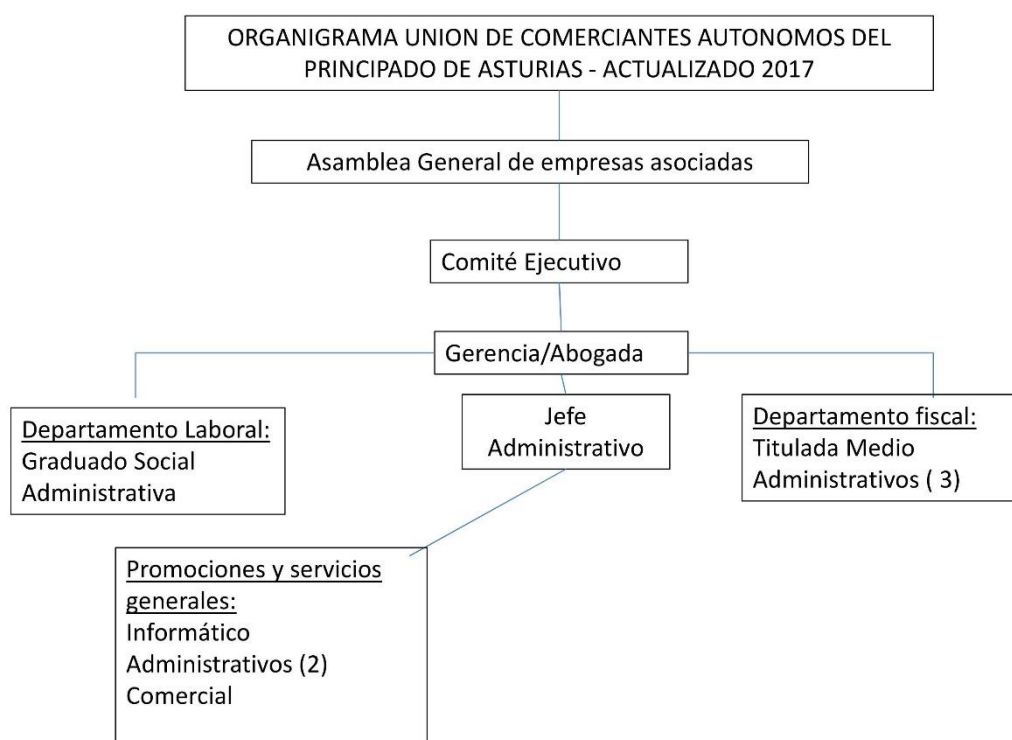 ORGANIGRAMA UNION DE COMERCIANTES AUTONOMOS DEL
PRINCIPADO DE ASTURIAS - ACTUALIZADO 2017
Asamblea General de empresas asociadas
Comité Ejecutivo
Gerencia/Abogada
Departamento Laboral:
Graduado Social
Administrativa
Jefe
Administrativo
Departamento fiscal:
Titulada Medio
Administrativos ( 3)
Promociones y servicios
generales:
Informático
Administrativos (2)
Comercial